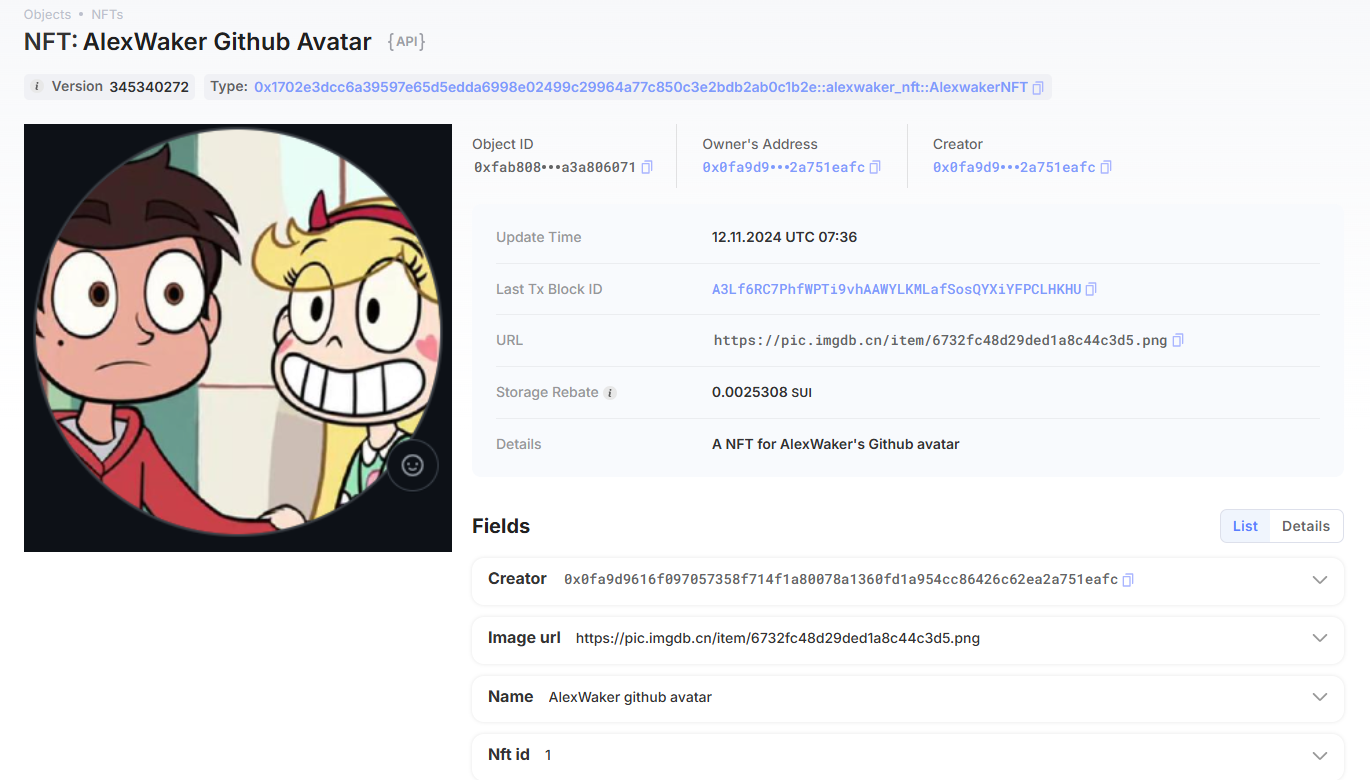 Objects • NFTs
NFT: AlexWaker Github Avatar {API}
i Version 345340272 Type: 0x1702e3dcc6a39597e65d5edda6998e02499c29964a77c850c3e2bdb2ab0c1b2e::alexwaker_nft::AlexwakerNFT
Object ID
0xfab808•••a3a806071
Owner's Address
0x0fa9d9•••2a751eafc
Creator
0x0fa9d9•••2a751eafc
Update Time 12.11.2024 UTC 07:36
Last Tx Block ID A3Lf6RC7PhfWPTi9vhAAWYLKMLafSosQYXiYFPCLHKHU
URL https://pic.imgdb.cn/item/6732fc48d29ded1a8c44c3d5.png
Storage Rebate i 0.0025308 SUI
Details A NFT for AlexWaker's Github avatar
Fields List Details
Creator 0x0fa9d9616f097057358f714f1a80078a1360fd1a954cc86426c62ea2a751eafc
Image url https://pic.imgdb.cn/item/6732fc48d29ded1a8c44c3d5.png
Name AlexWaker github avatar
Nft id 1